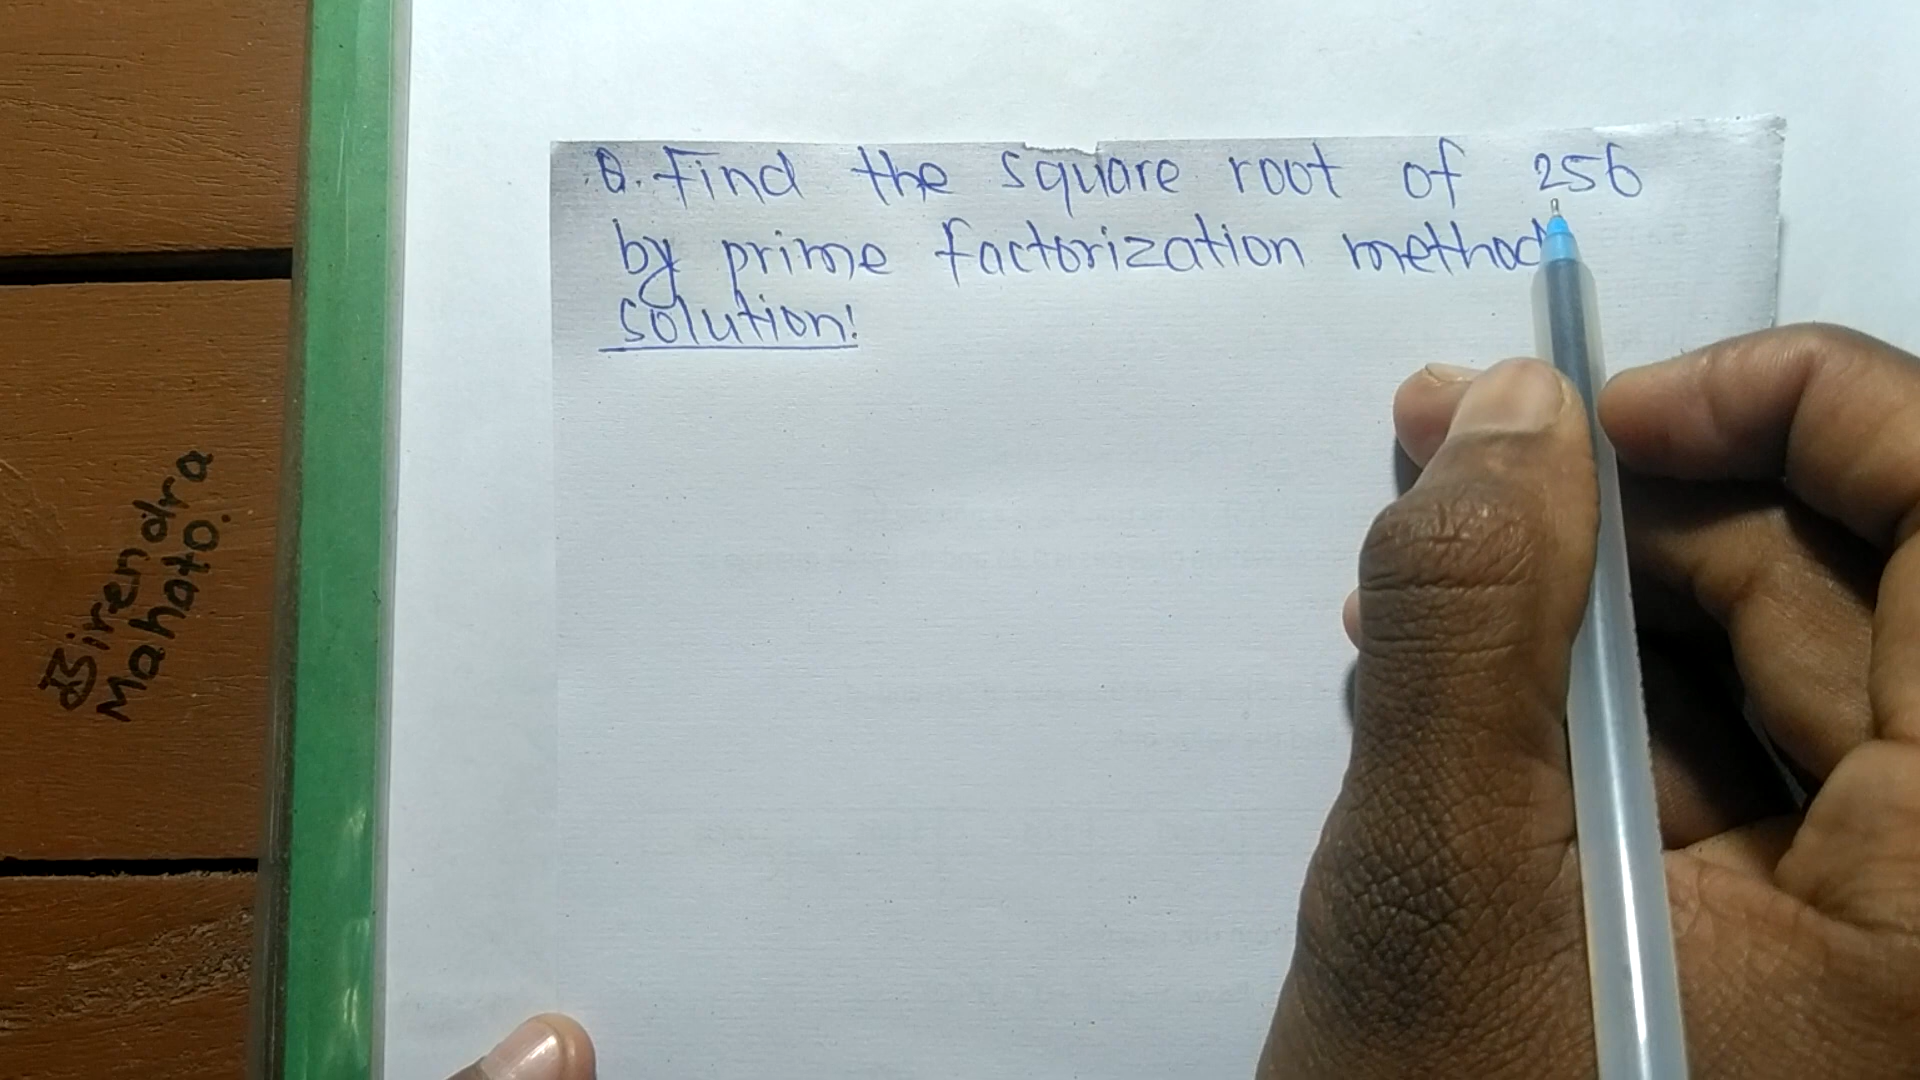 Q. Find the square root of 256
by prime factorization method
Solution:
Birendra
Mahato.